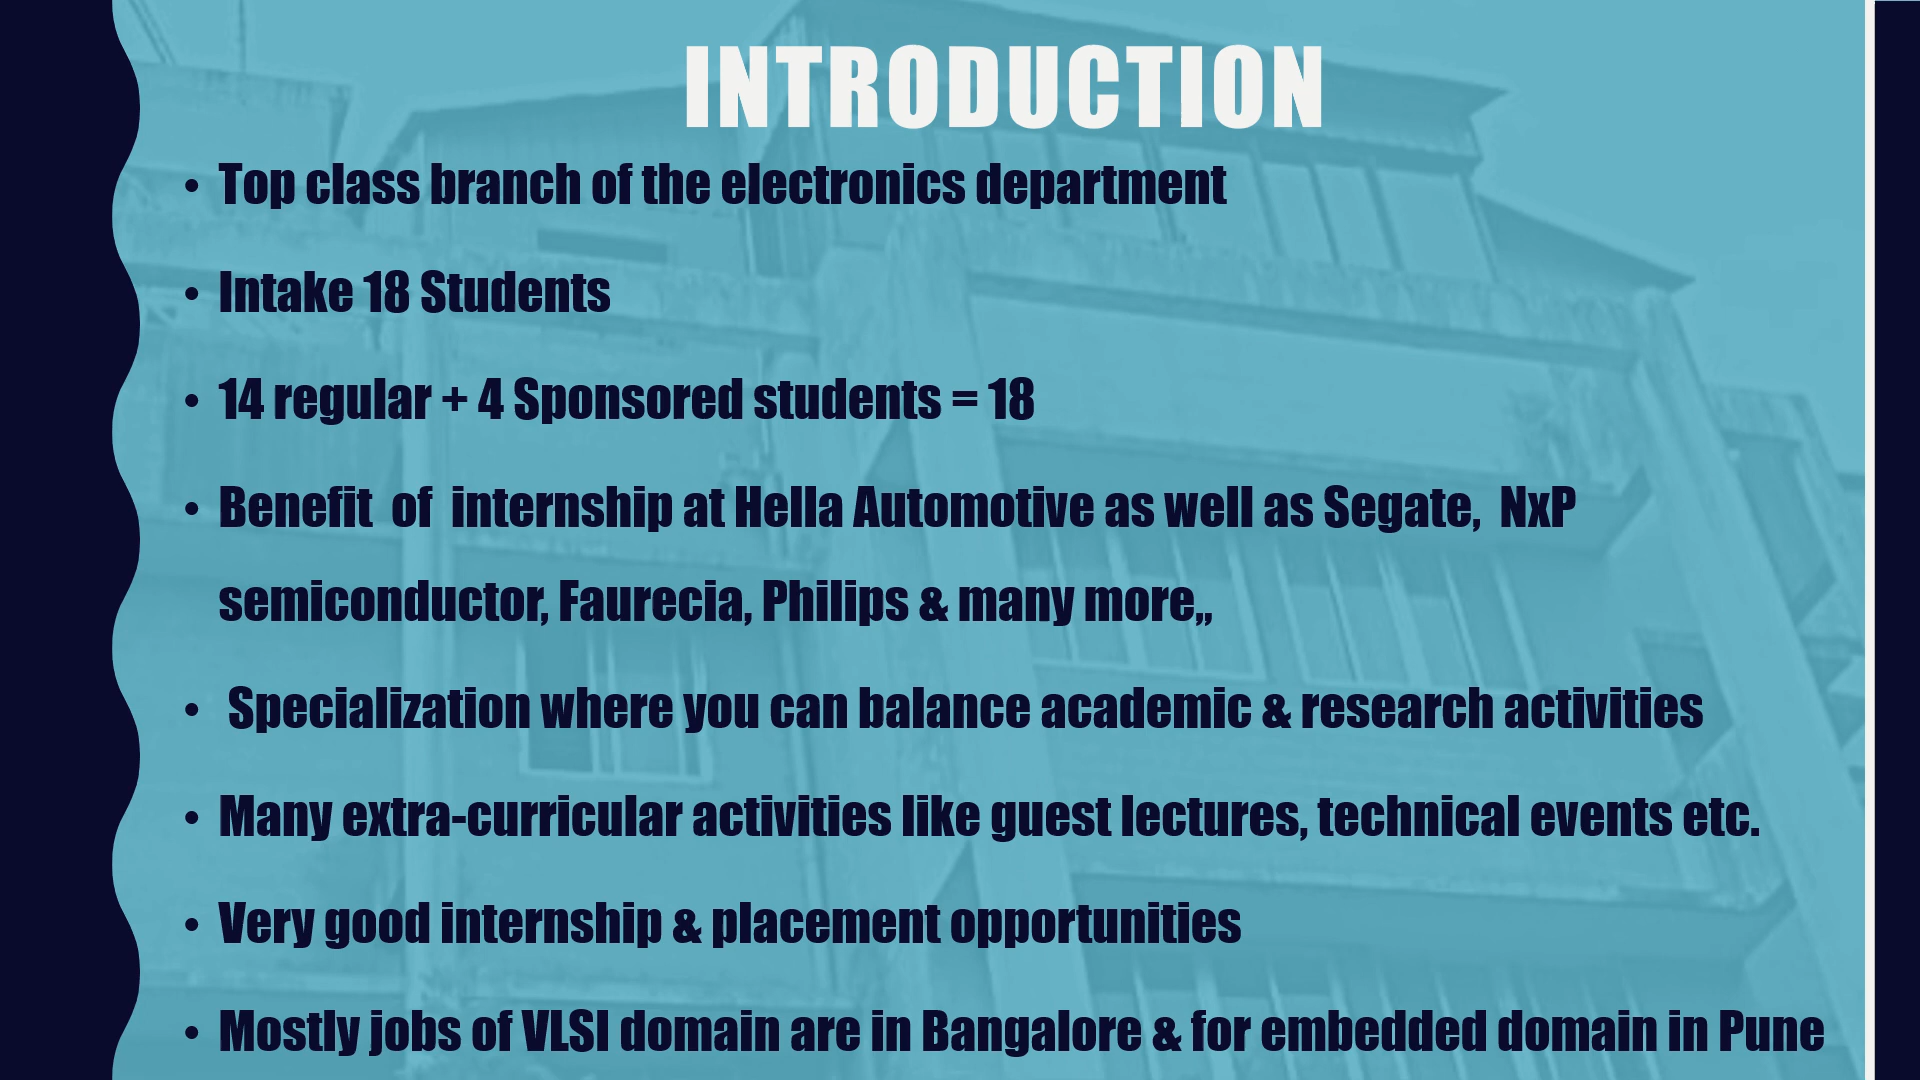 INTRODUCTION
• Top class branch of the electronics department
• Intake 18 Students
• 14 regular + 4 Sponsored students = 18
• Benefit  of  internship at Hella Automotive as well as Segate,  NxP
semiconductor, Faurecia, Philips & many more,,
•  Specialization where you can balance academic & research activities
• Many extra-curricular activities like guest lectures, technical events etc.
• Very good internship & placement opportunities
• Mostly jobs of VLSI domain are in Bangalore & for embedded domain in Pune